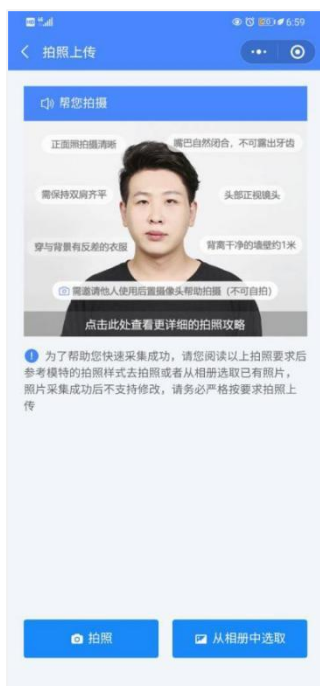 6:59
拍照上传
帮您拍摄
正面照拍摄清晰
嘴巴自然闭合，不可露出牙齿
需保持双肩齐平
头部正视镜头
穿与背景有反差的衣服
背离干净的墙壁约1米
需邀请他人使用后置摄像头帮助拍摄（不可自拍）
点击此处查看更详细的拍照攻略
为了帮助您快速采集成功，请您阅读以上拍照要求后
参考模特的拍照样式去拍照或者从相册选取已有照片，
照片采集成功后不支持修改，请务必严格按要求拍照上
传
拍照
从相册中选取